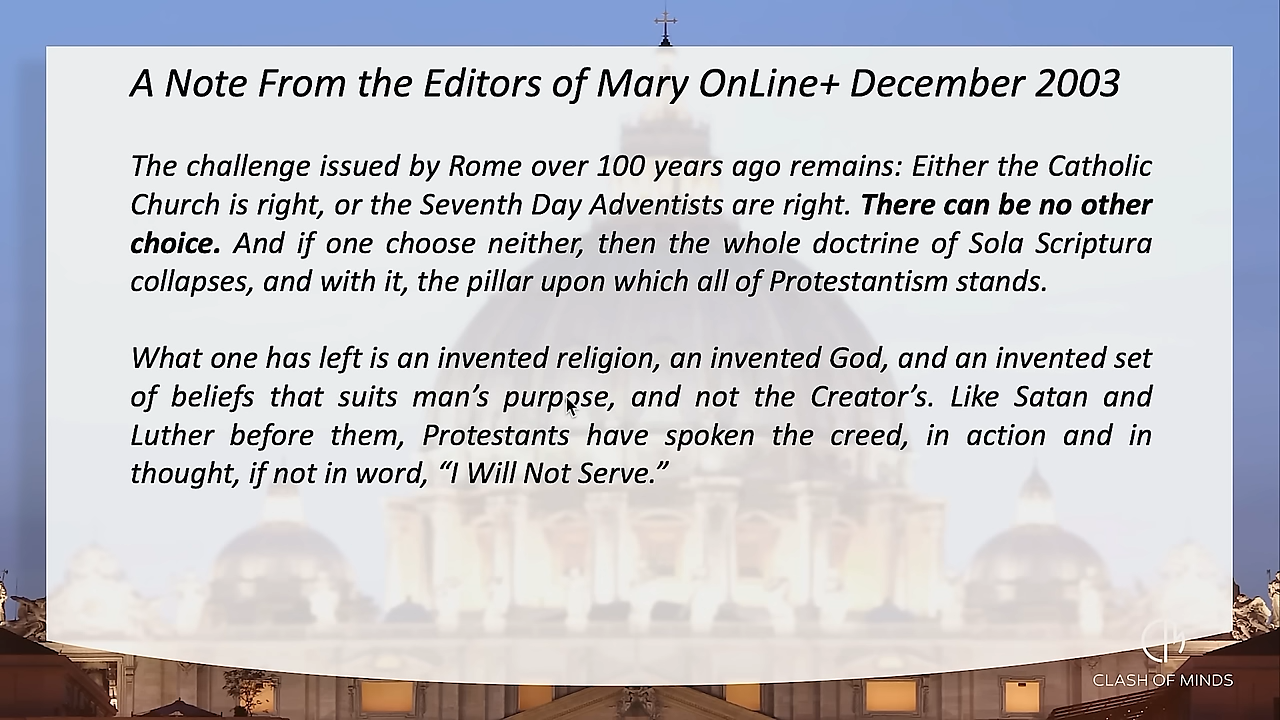 A Note From the Editors of Mary OnLine+ December 2003
The challenge issued by Rome over 100 years ago remains: Either the Catholic
Church is right, or the Seventh Day Adventists are right. There can be no other
choice. And if one choose neither, then the whole doctrine of Sola Scriptura
collapses, and with it, the pillar upon which all of Protestantism stands.
What one has left is an invented religion, an invented God, and an invented set
of beliefs that suits man’s purpose, and not the Creator’s. Like Satan and
Luther before them, Protestants have spoken the creed, in action and in
thought, if not in word, “I Will Not Serve.”
CLASH OF MINDS